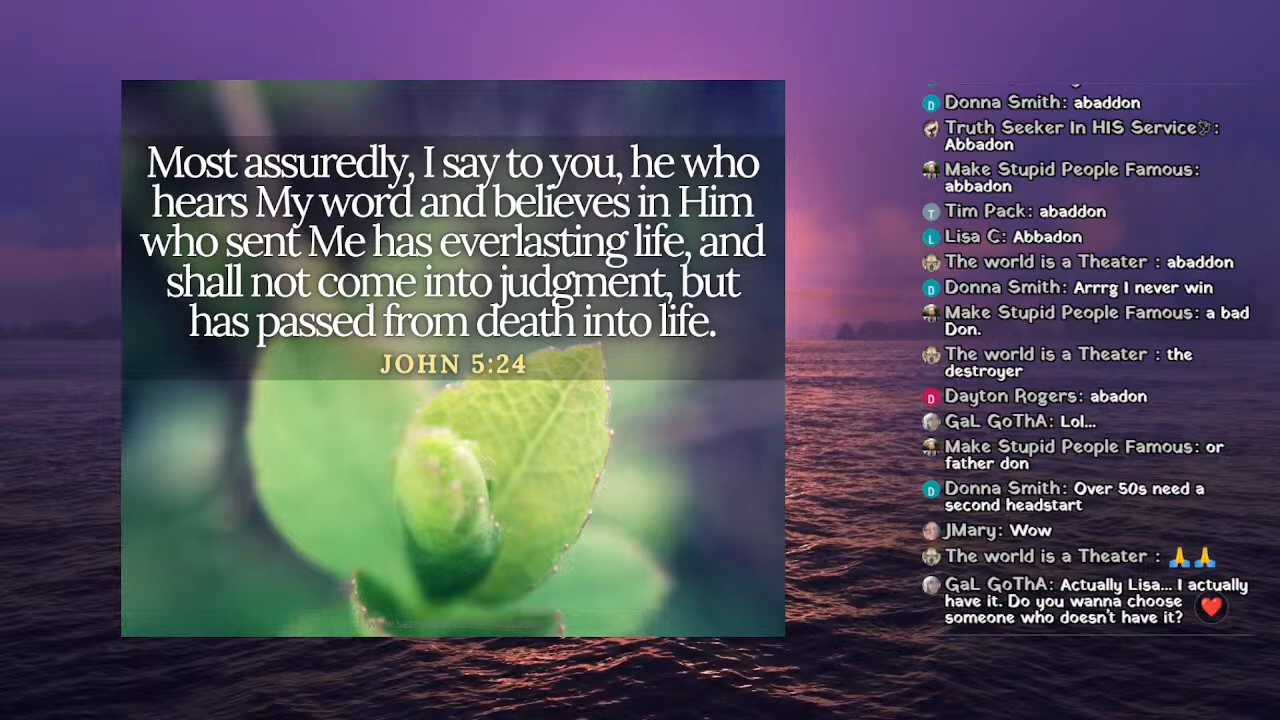 Most assuredly, I say to you, he who
hears My word and believes in Him
who sent Me has everlasting life, and
shall not come into judgment, but
has passed from death into life.
JOHN 5:24
Donna Smith: abaddon
Truth Seeker In HIS Service🕊:
Abbadon
Make Stupid People Famous:
abbadon
Tim Pack: abaddon
Lisa C: Abbadon
The world is a Theater : abaddon
Donna Smith: Arrrg I never win
Make Stupid People Famous: a bad
Don.
The world is a Theater : the
destroyer
Dayton Rogers: abadon
GaL GoThA: Lol...
Make Stupid People Famous: or
father don
Donna Smith: Over 50s need a
second headstart
JMary: Wow
The world is a Theater : 🙏🙏
GaL GoThA: Actually Lisa... I actually
have it. Do you wanna choose
someone who doesn't have it?